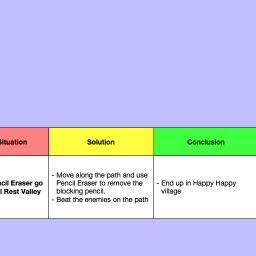 ituation
Solution
Conclusion
ncil Eraser go
l Rest Valley
- Move along the path and use
Pencil Eraser to remove the
blocking pencil.
- Beat the enemies on the path
- End up in Happy Happy
village